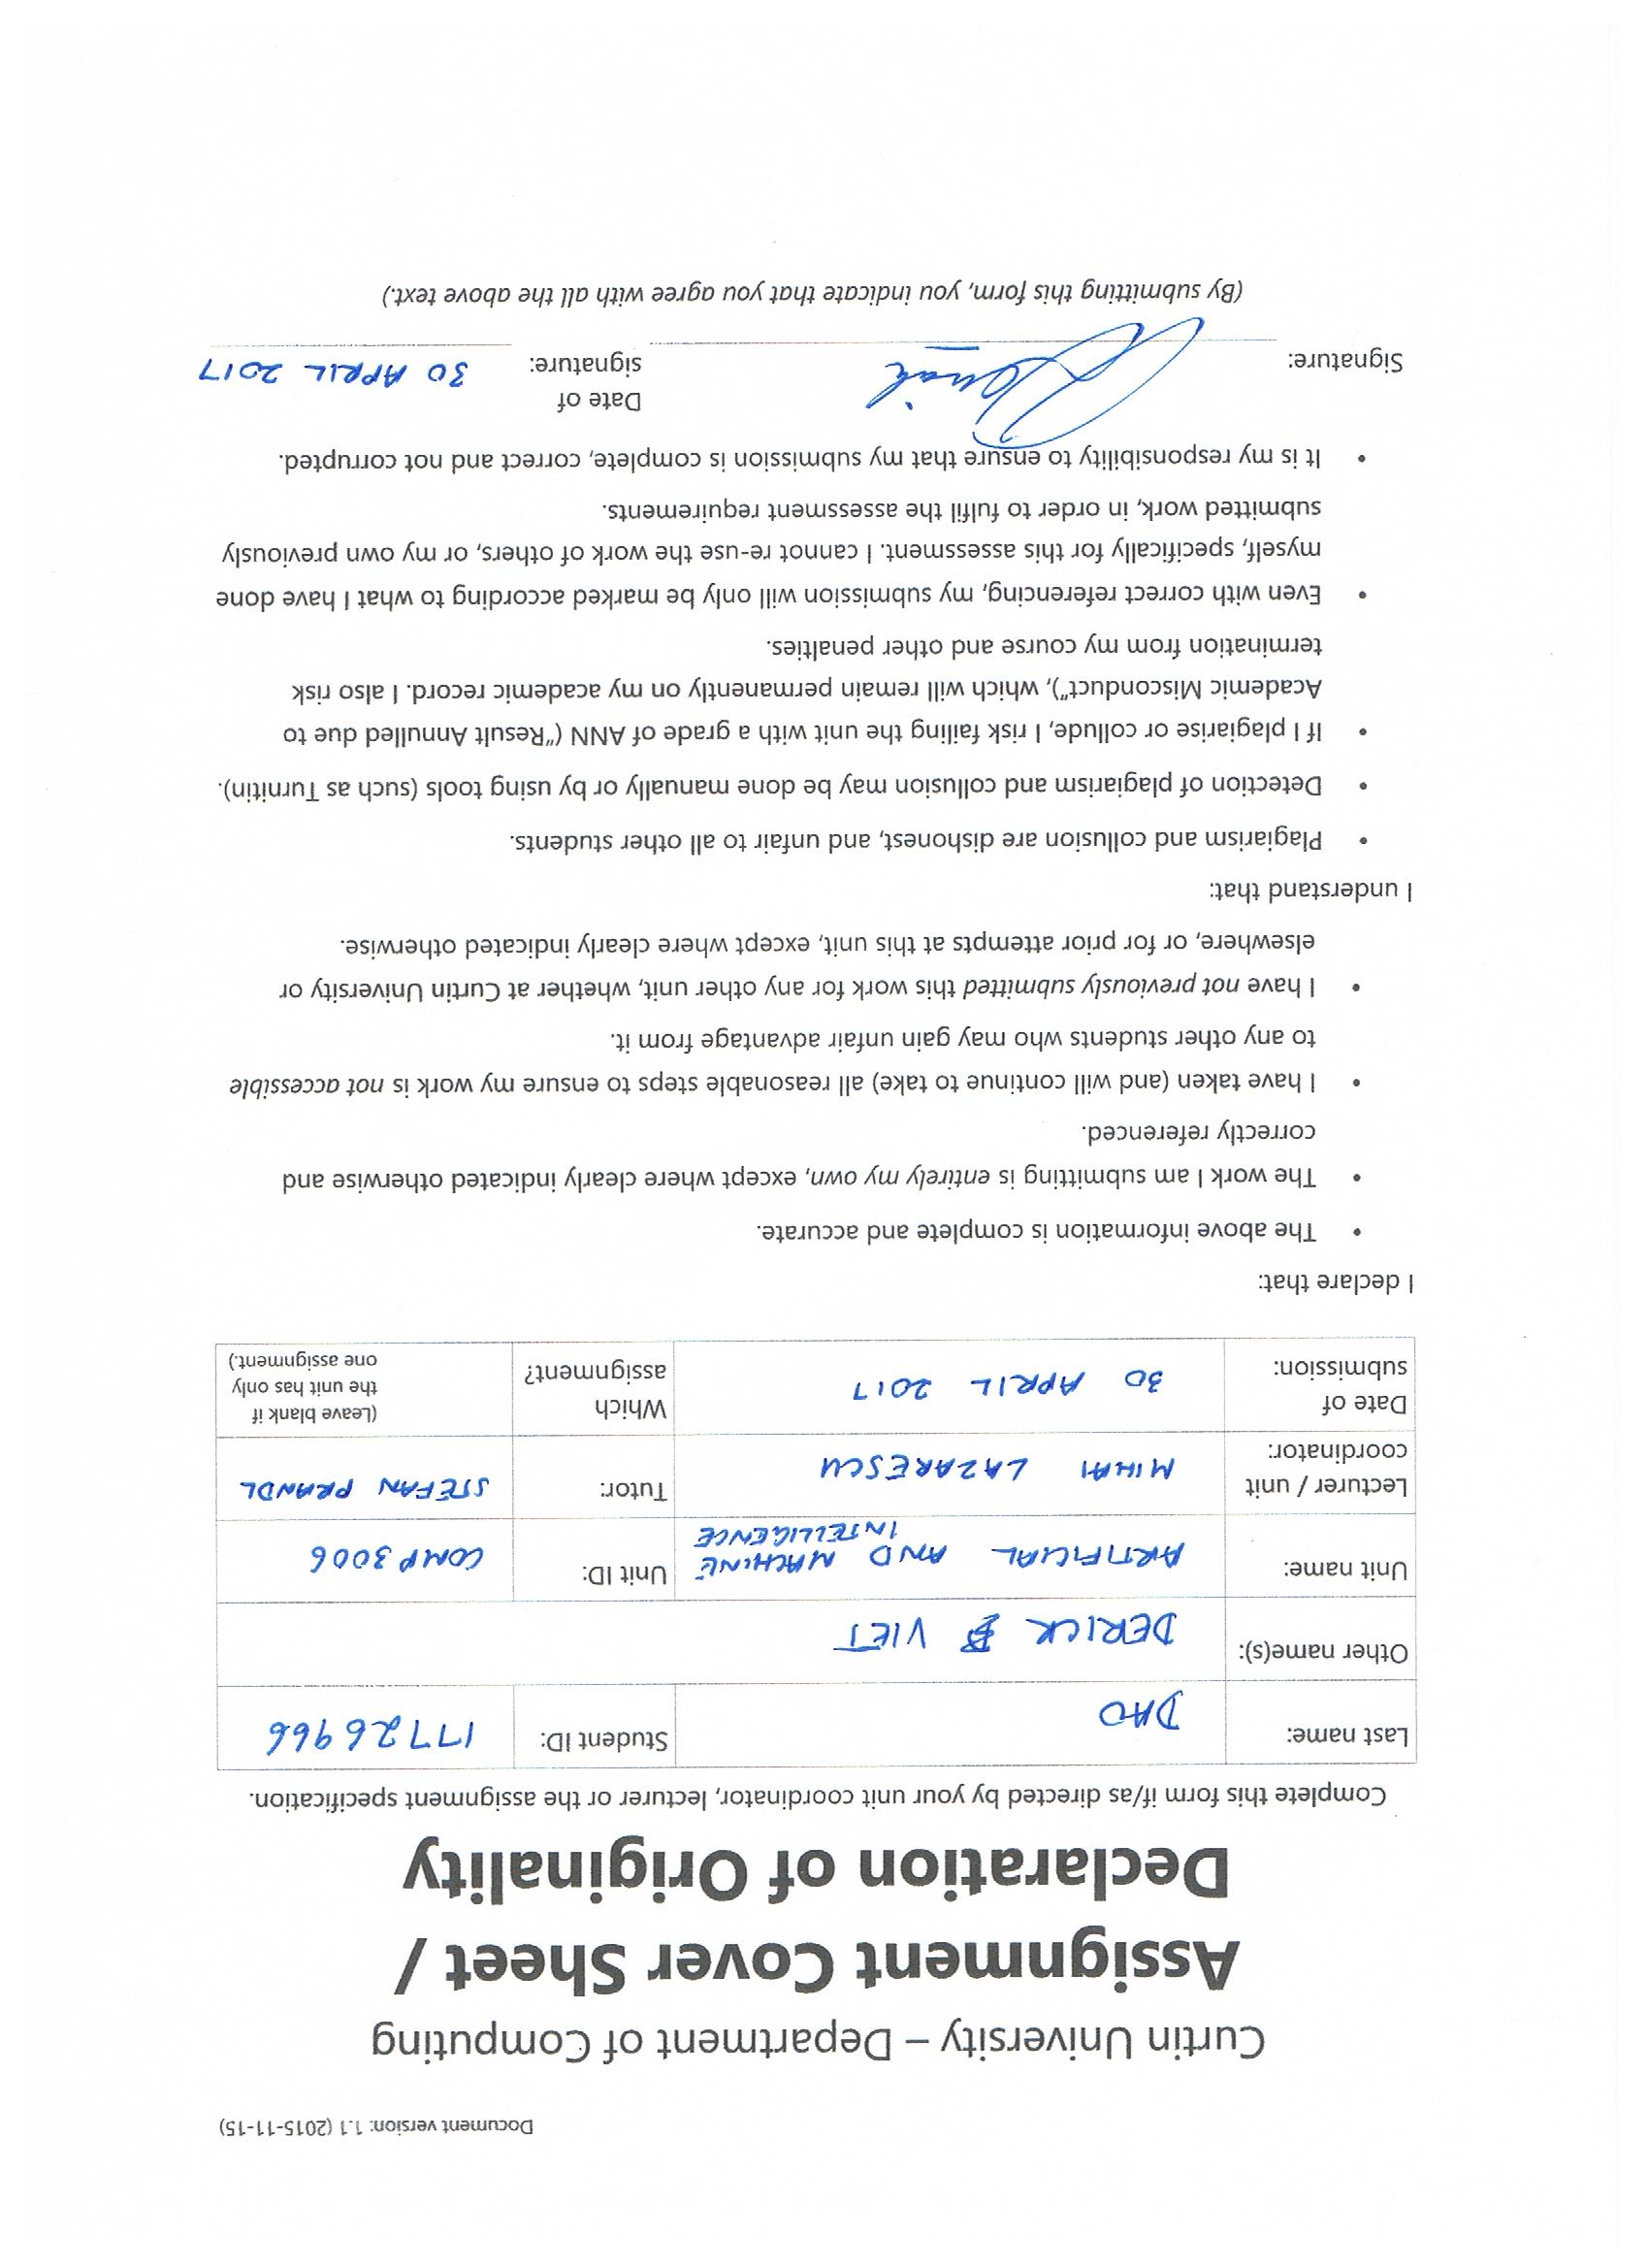 Document version: 1.1 (2015-11-15)
Curtin University – Department of Computing
Assignment Cover Sheet /
Declaration of Originality
Complete this form if/as directed by your unit coordinator, lecturer or the assignment specification.
Last name: DAO Student ID: 17726966
Other name(s): DERICK VIET
Unit name: ARTIFICIAL AND MACHINE Unit ID: COMP3006
INTELLIGENCE
Lecturer / unit
coordinator: MIHAI LAZARESCU Tutor: STEFAN PRANDL
Date of
submission: 30 APRIL 2017
Which
assignment?
(Leave blank if
the unit has only
one assignment.)
I declare that:
• The above information is complete and accurate.
• The work I am submitting is entirely my own, except where clearly indicated otherwise and
correctly referenced.
• I have taken (and will continue to take) all reasonable steps to ensure my work is not accessible
to any other students who may gain unfair advantage from it.
• I have not previously submitted this work for any other unit, whether at Curtin University or
elsewhere, or for prior attempts at this unit, except where clearly indicated otherwise.
I understand that:
• Plagiarism and collusion are dishonest, and unfair to all other students.
• Detection of plagiarism and collusion may be done manually or by using tools (such as Turnitin).
• If I plagiarise or collude, I risk failing the unit with a grade of ANN (“Result Annulled due to
Academic Misconduct”), which will remain permanently on my academic record. I also risk
termination from my course and other penalties.
• Even with correct referencing, my submission will only be marked according to what I have done
myself, specifically for this assessment. I cannot re-use the work of others, or my own previously
submitted work, in order to fulfil the assessment requirements.
• It is my responsibility to ensure that my submission is complete, correct and not corrupted.
Signature:
Date of
signature: 30 APRIL 2017
(By submitting this form, you indicate that you agree with all the above text.)